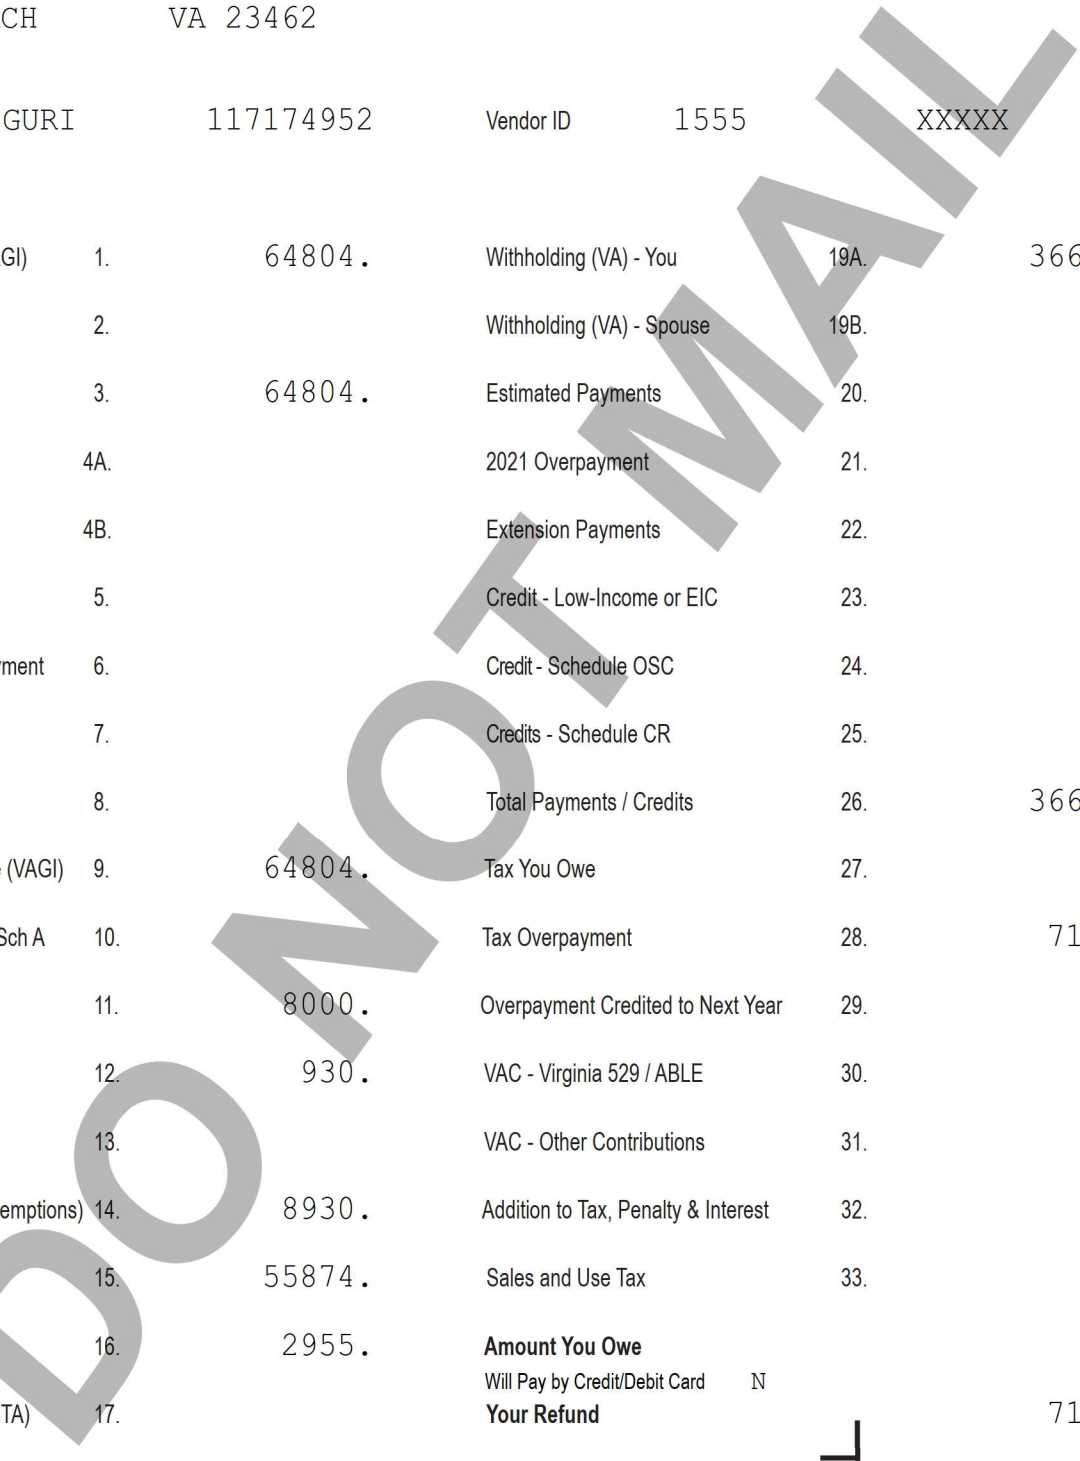 CH VA 23462
GURI 117174952 Vendor ID 1555 XXXXX
GI) 1. 64804. Withholding (VA) - You 19A. 366
2. Withholding (VA) - Spouse 19B.
3. 64804. Estimated Payments 20.
4A. 2021 Overpayment 21.
4B. Extension Payments 22.
5. Credit - Low-Income or EIC 23.
ment 6. Credit - Schedule OSC 24.
7. Credits - Schedule CR 25.
8. Total Payments / Credits 26. 366
(VAGI) 9. 64804. Tax You Owe 27.
Sch A 10. Tax Overpayment 28. 71
11. 8000. Overpayment Credited to Next Year 29.
12. 930. VAC - Virginia 529 / ABLE 30.
13. VAC - Other Contributions 31.
emptions) 14. 8930. Addition to Tax, Penalty & Interest 32.
15. 55874. Sales and Use Tax 33.
16. 2955. Amount You Owe
Will Pay by Credit/Debit Card N
TA) 17. Your Refund 71
DO NOT MAIL